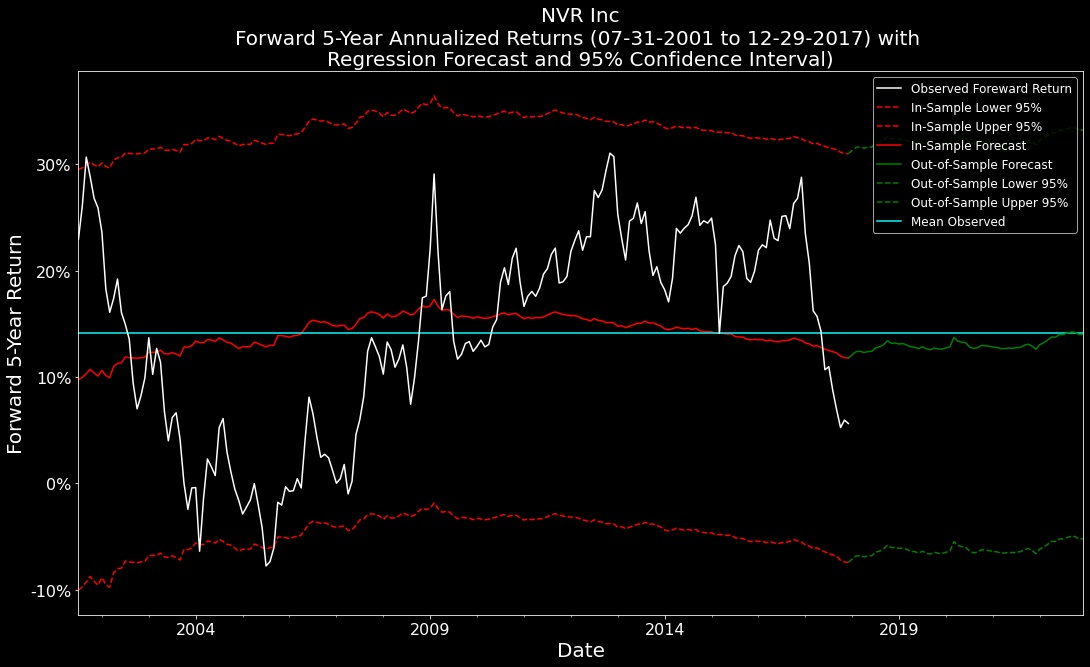 NVR Inc
Forward 5-Year Annualized Returns (07-31-2001 to 12-29-2017) with
Regression Forecast and 95% Confidence Interval)
Observed Foreward Return
In-Sample Lower 95%
In-Sample Upper 95%
In-Sample Forecast
Out-of-Sample Forecast
Out-of-Sample Lower 95%
Out-of-Sample Upper 95%
Mean Observed
Forward 5-Year Return
30%
20%
10%
0%
-10%
2004
2009
2014
2019
Date